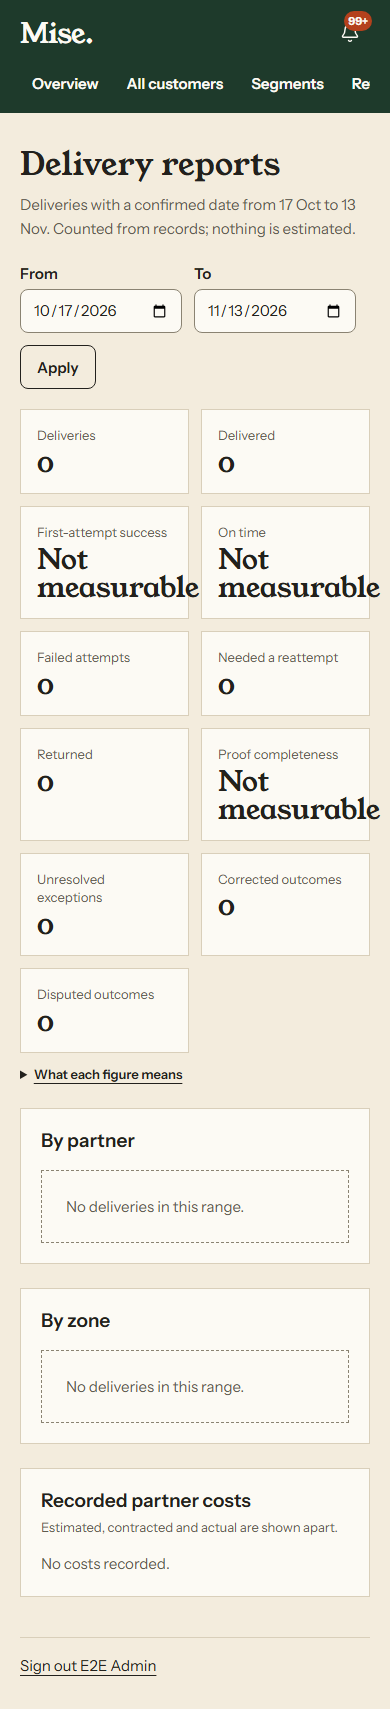 Mise.
99+
Overview All customers Segments Re
Delivery reports
Deliveries with a confirmed date from 17 Oct to 13
Nov. Counted from records; nothing is estimated.
From To
10/17/2026 11/13/2026
Apply
Deliveries
0
Delivered
0
First-attempt success
Not
measurable
On time
Not
measurable
Failed attempts
0
Needed a reattempt
0
Returned
0
Proof completeness
Not
measurable
Unresolved
exceptions
0
Corrected outcomes
0
Disputed outcomes
0
What each figure means
By partner
No deliveries in this range.
By zone
No deliveries in this range.
Recorded partner costs
Estimated, contracted and actual are shown apart.
No costs recorded.
Sign out E2E Admin